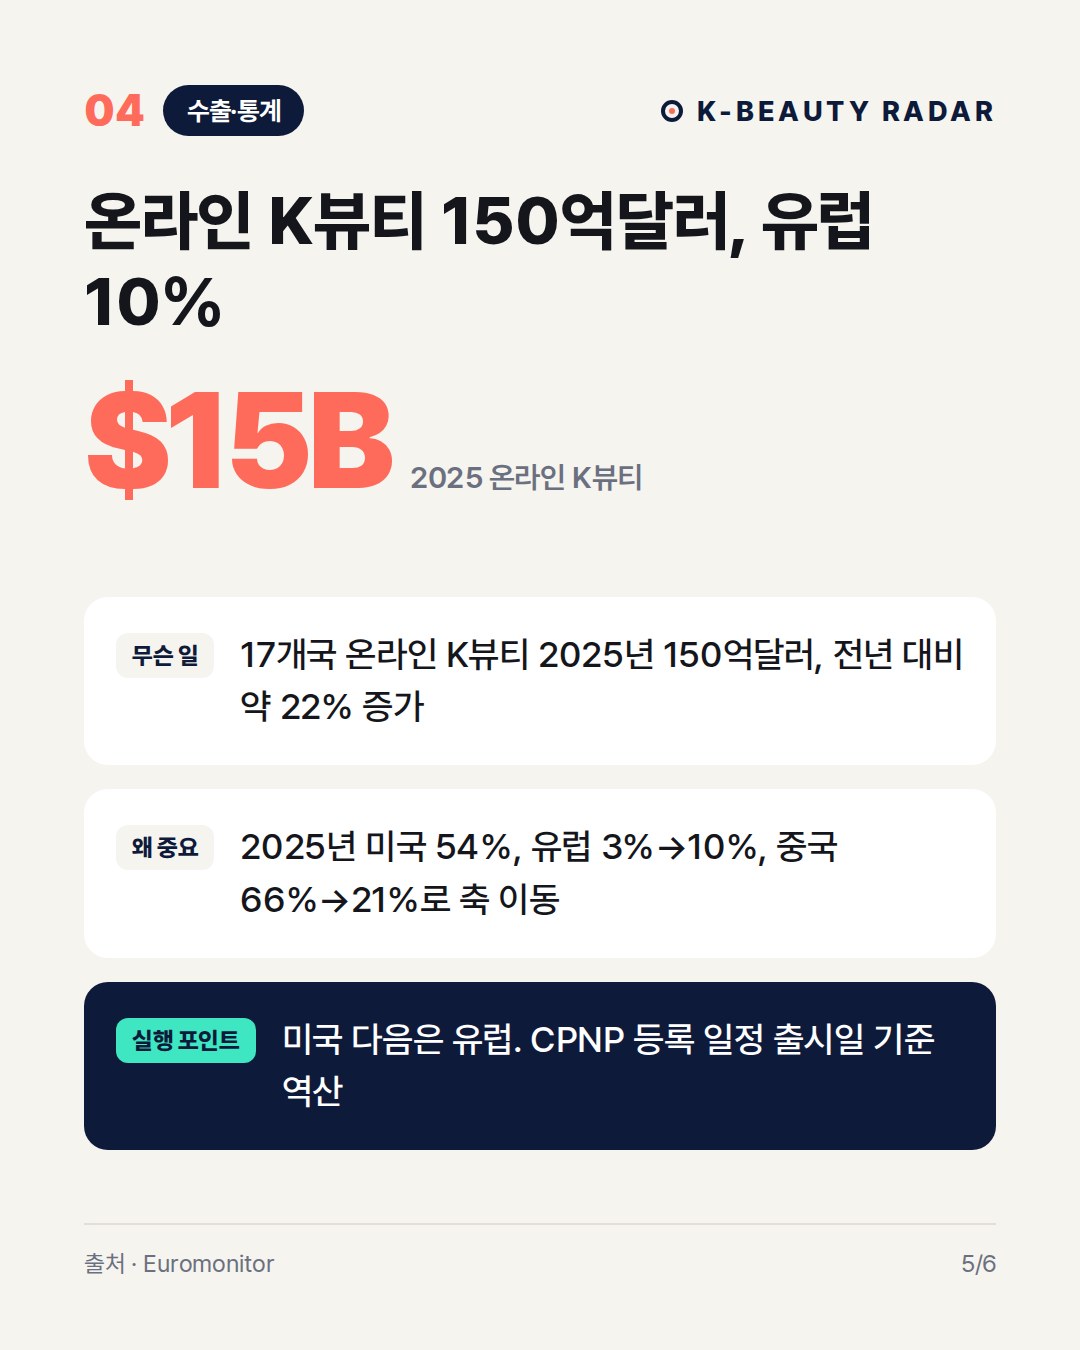 04 수출·통계
K-BEAUTY RADAR
온라인 K뷰티 150억달러, 유럽
10%
$15B 2025 온라인 K뷰티
무슨 일
17개국 온라인 K뷰티 2025년 150억달러, 전년 대비
약 22% 증가
왜 중요
2025년 미국 54%, 유럽 3%→10%, 중국
66%→21%로 축 이동
실행 포인트
미국 다음은 유럽. CPNP 등록 일정 출시일 기준
역산
출처 · Euromonitor
5/6